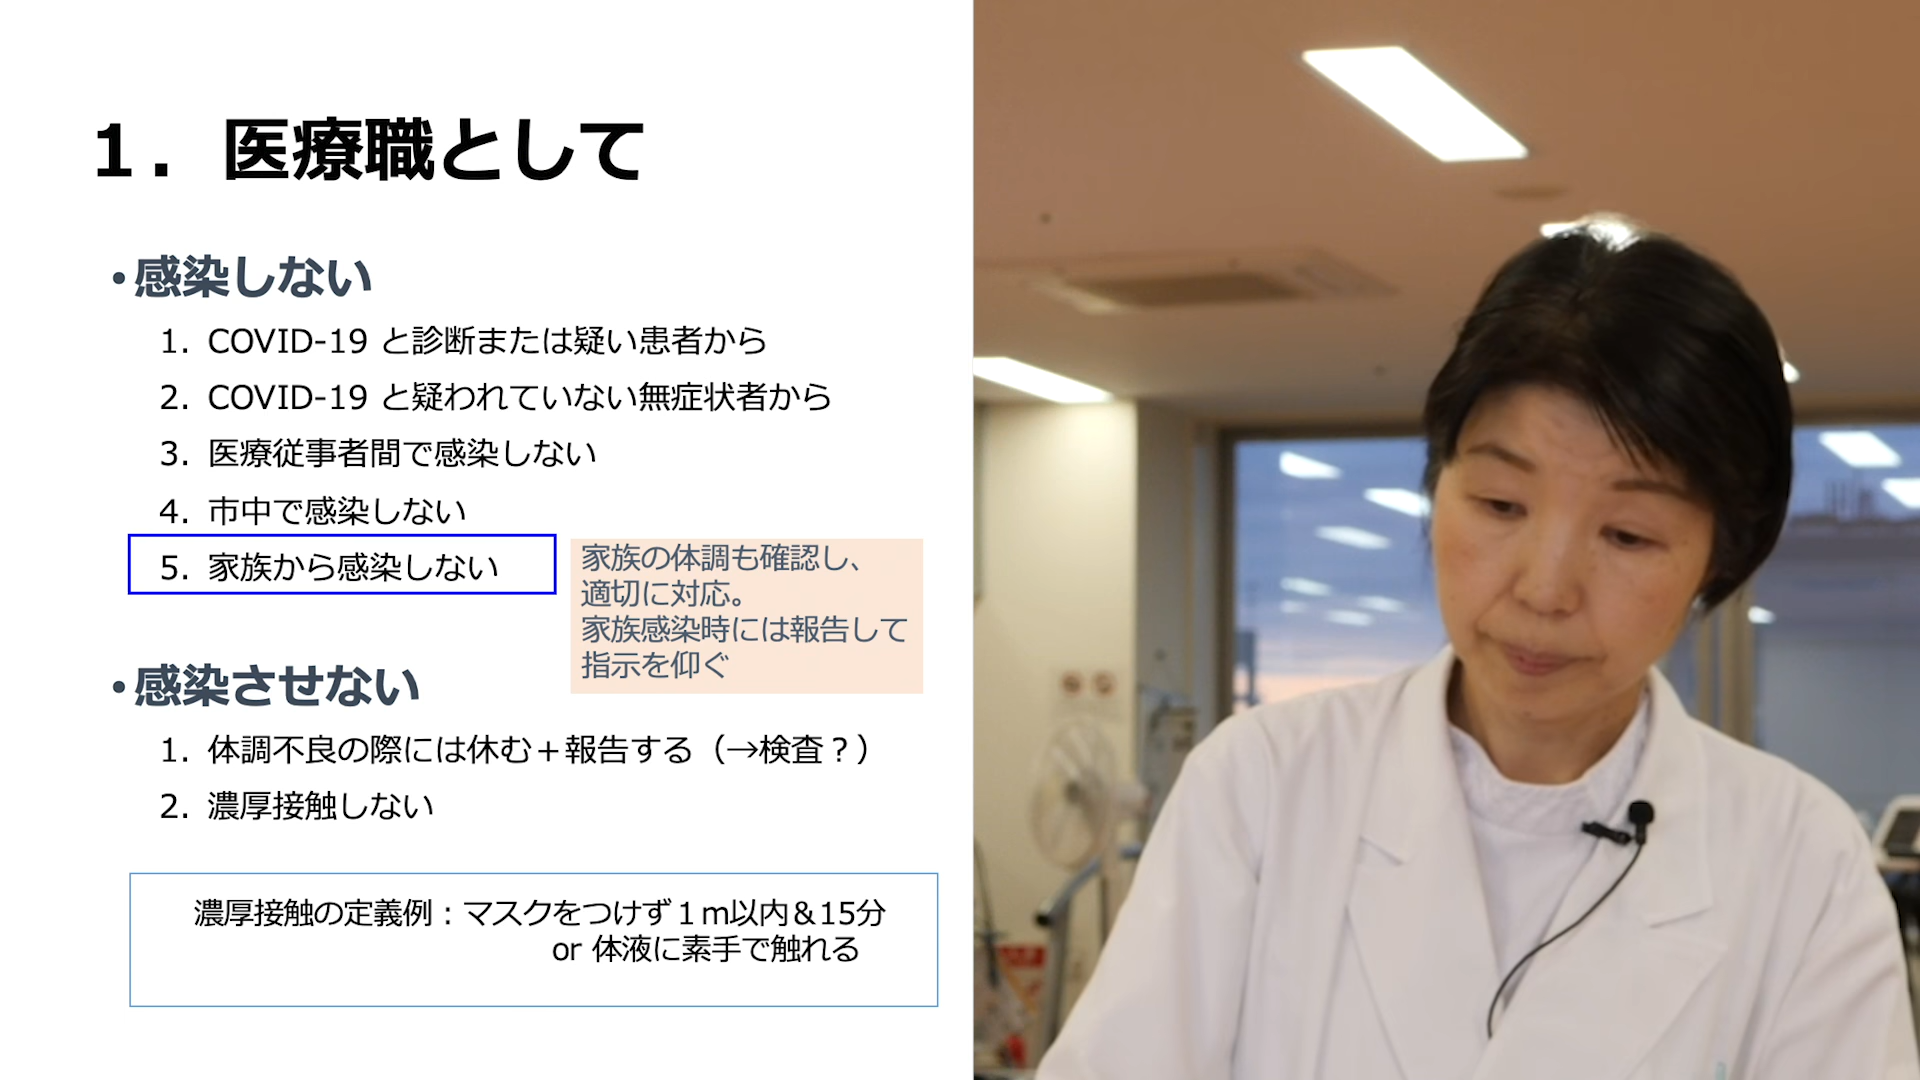 １．医療職として
•感染しない
1. COVID-19 と診断または疑い患者から
2. COVID-19 と疑われていない無症状者から
3. 医療従事者間で感染しない
4. 市中で感染しない
5. 家族から感染しない
家族の体調も確認し、
適切に対応。
家族感染時には報告して
指示を仰ぐ
•感染させない
1. 体調不良の際には休む＋報告する（→検査？）
2. 濃厚接触しない
濃厚接触の定義例：マスクをつけず１ｍ以内＆15分
or 体液に素手で触れる